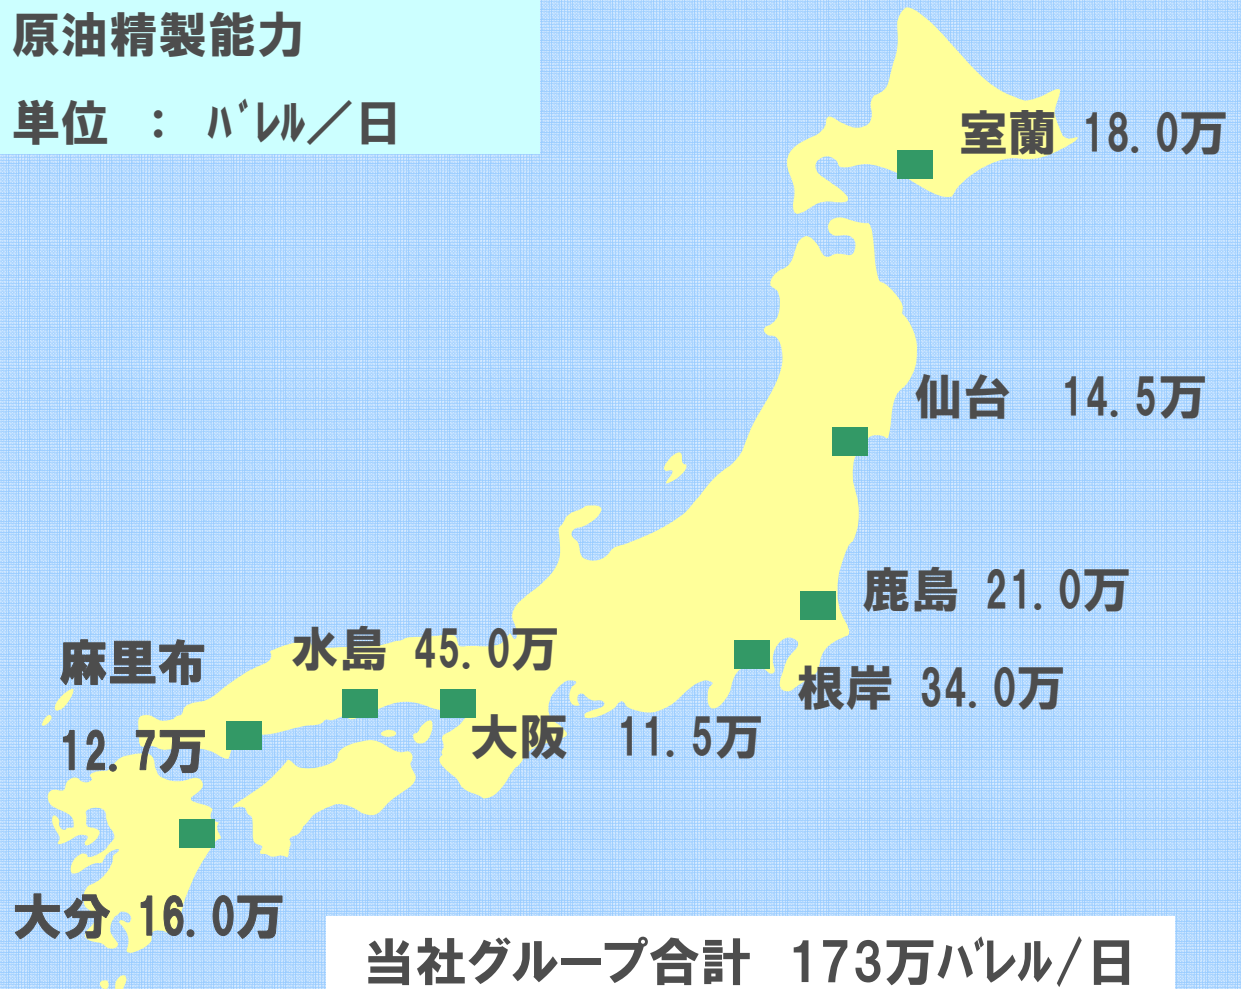 原油精製能力
単位 ： ﾊﾞﾚﾙ／日
室蘭 18.0万
仙台 14.5万
鹿島 21.0万
根岸 34.0万
水島 45.0万
大阪 11.5万
麻里布
12.7万
大分 16.0万
当社グループ合計 173万ﾊﾞﾚﾙ/日